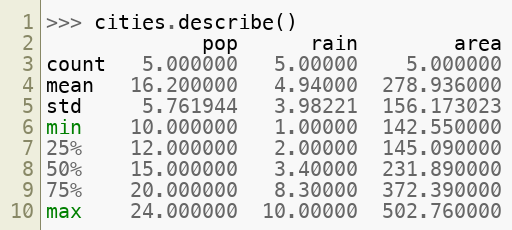 1 >>> cities.describe()
2              pop      rain        area
3 count   5.000000   5.00000    5.000000
4 mean   16.200000   4.94000  278.936000
5 std     5.761944   3.98221  156.173023
6 min    10.000000   1.00000  142.550000
7 25%    12.000000   2.00000  145.090000
8 50%    15.000000   3.40000  231.890000
9 75%    20.000000   8.30000  372.390000
10 max    24.000000  10.00000  502.760000